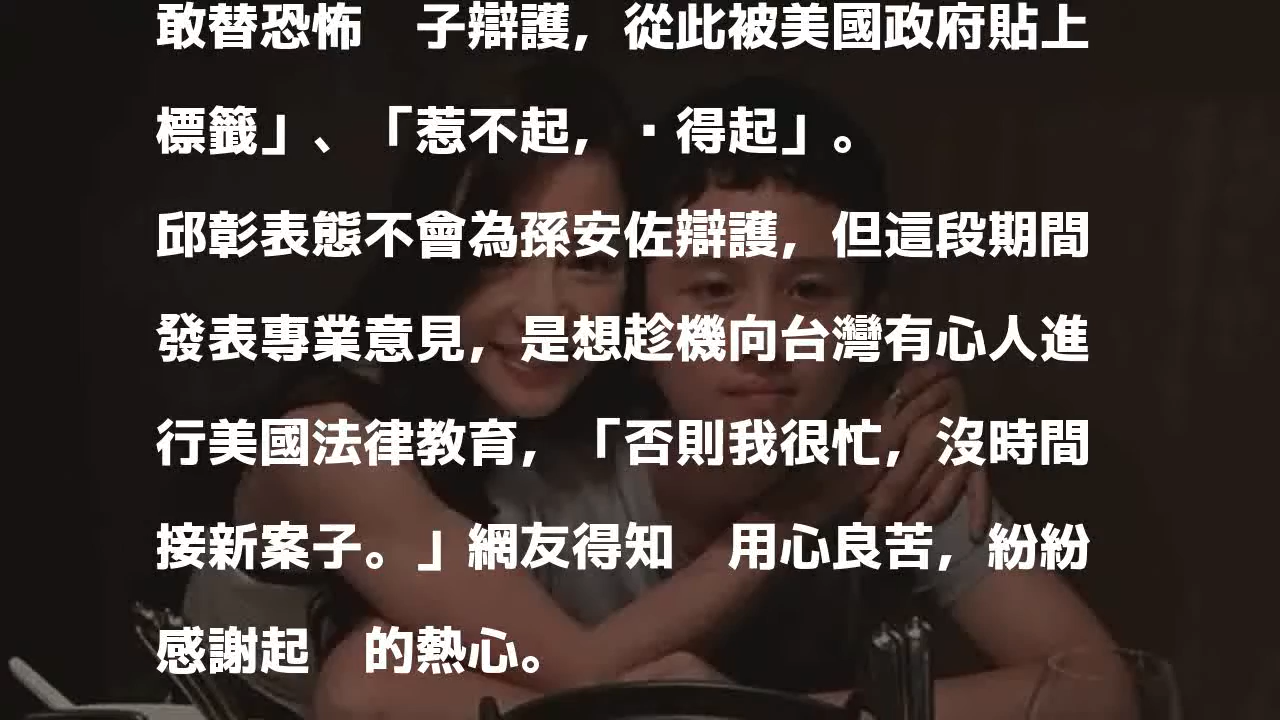 敢替恐怖　子辯護，從此被美國政府貼上
標籤」、「惹不起，·得起」。
邱彰表態不會為孫安佐辯護，但這段期間
發表專業意見，是想趁機向台灣有心人進
行美國法律教育，「否則我很忙，沒時間
接新案子。」網友得知　用心良苦，紛紛
感謝起　的熱心。